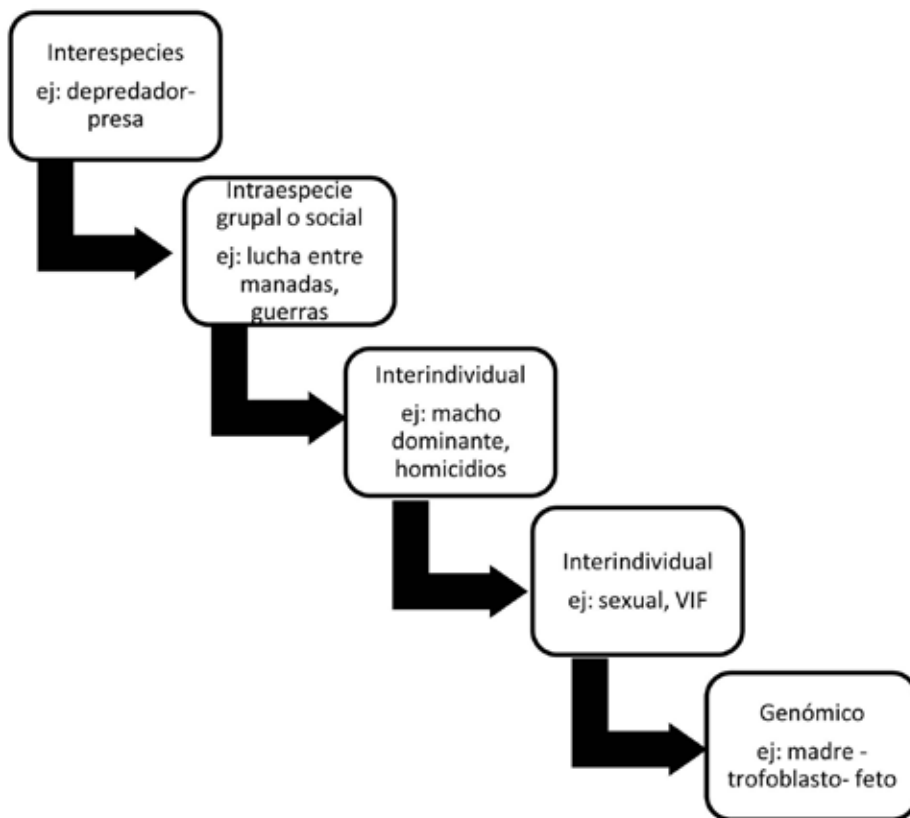 Interespecies
ej: depredador-
presa
Intraespecie
grupal o social
ej: lucha entre
manadas,
guerras
Interindividual
ej: macho
dominante,
homicidios
Interindividual
ej: sexual, VIF
Genómico
ej: madre -
trofoblasto- feto